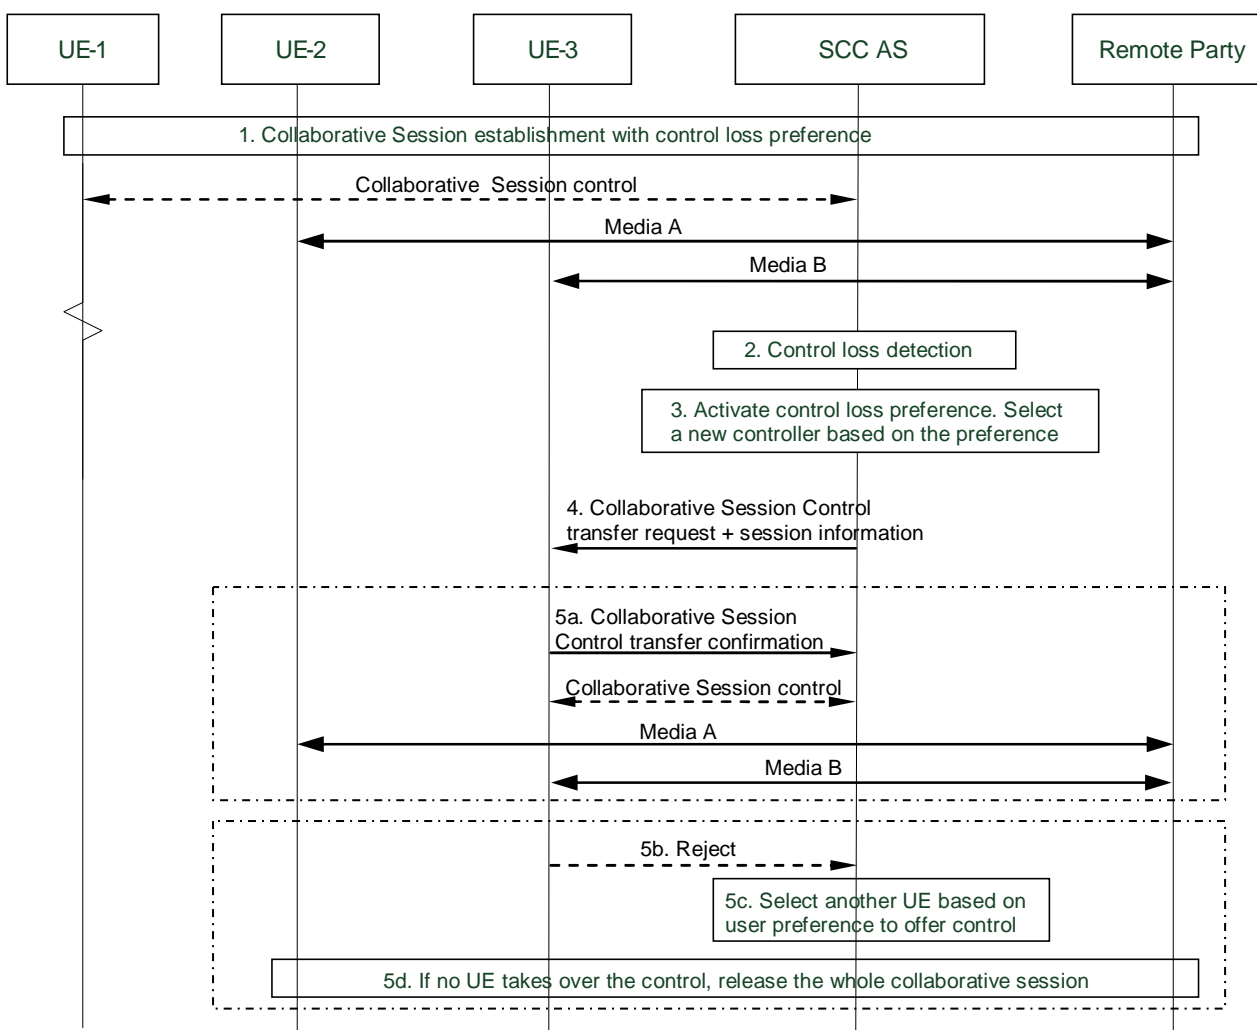 UE-1
UE-2
UE-3
SCC AS
Remote Party
1. Collaborative Session establishment with control loss preference
Collaborative Session control
Media A
Media B
2. Control loss detection
3. Activate control loss preference. Select
a new controller based on the preference
4. Collaborative Session Control
transfer request + session information
5a. Collaborative Session
Control transfer confirmation
Collaborative Session control
Media A
Media B
5b. Reject
5c. Select another UE based on
user preference to offer control
5d. If no UE takes over the control, release the whole collaborative session